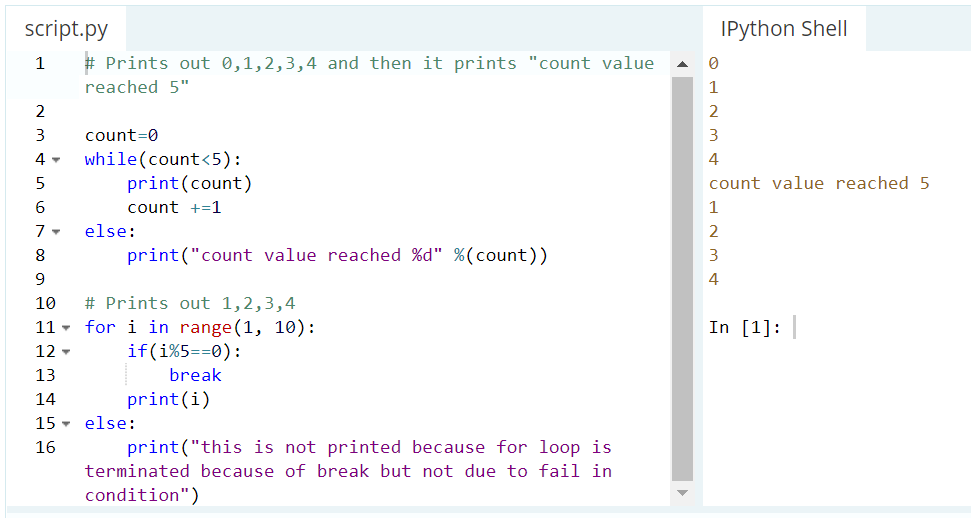 script.py
1 # Prints out 0,1,2,3,4 and then it prints "count value
reached 5"
2
3 count=0
4 while(count<5):
5     print(count)
6     count +=1
7 else:
8     print("count value reached %d" %(count))
9
10 # Prints out 1,2,3,4
11 for i in range(1, 10):
12     if(i%5==0):
13         break
14     print(i)
15 else:
16     print("this is not printed because for loop is
terminated because of break but not due to fail in
condition")
IPython Shell
0
1
2
3
4
count value reached 5
1
2
3
4
In [1]: